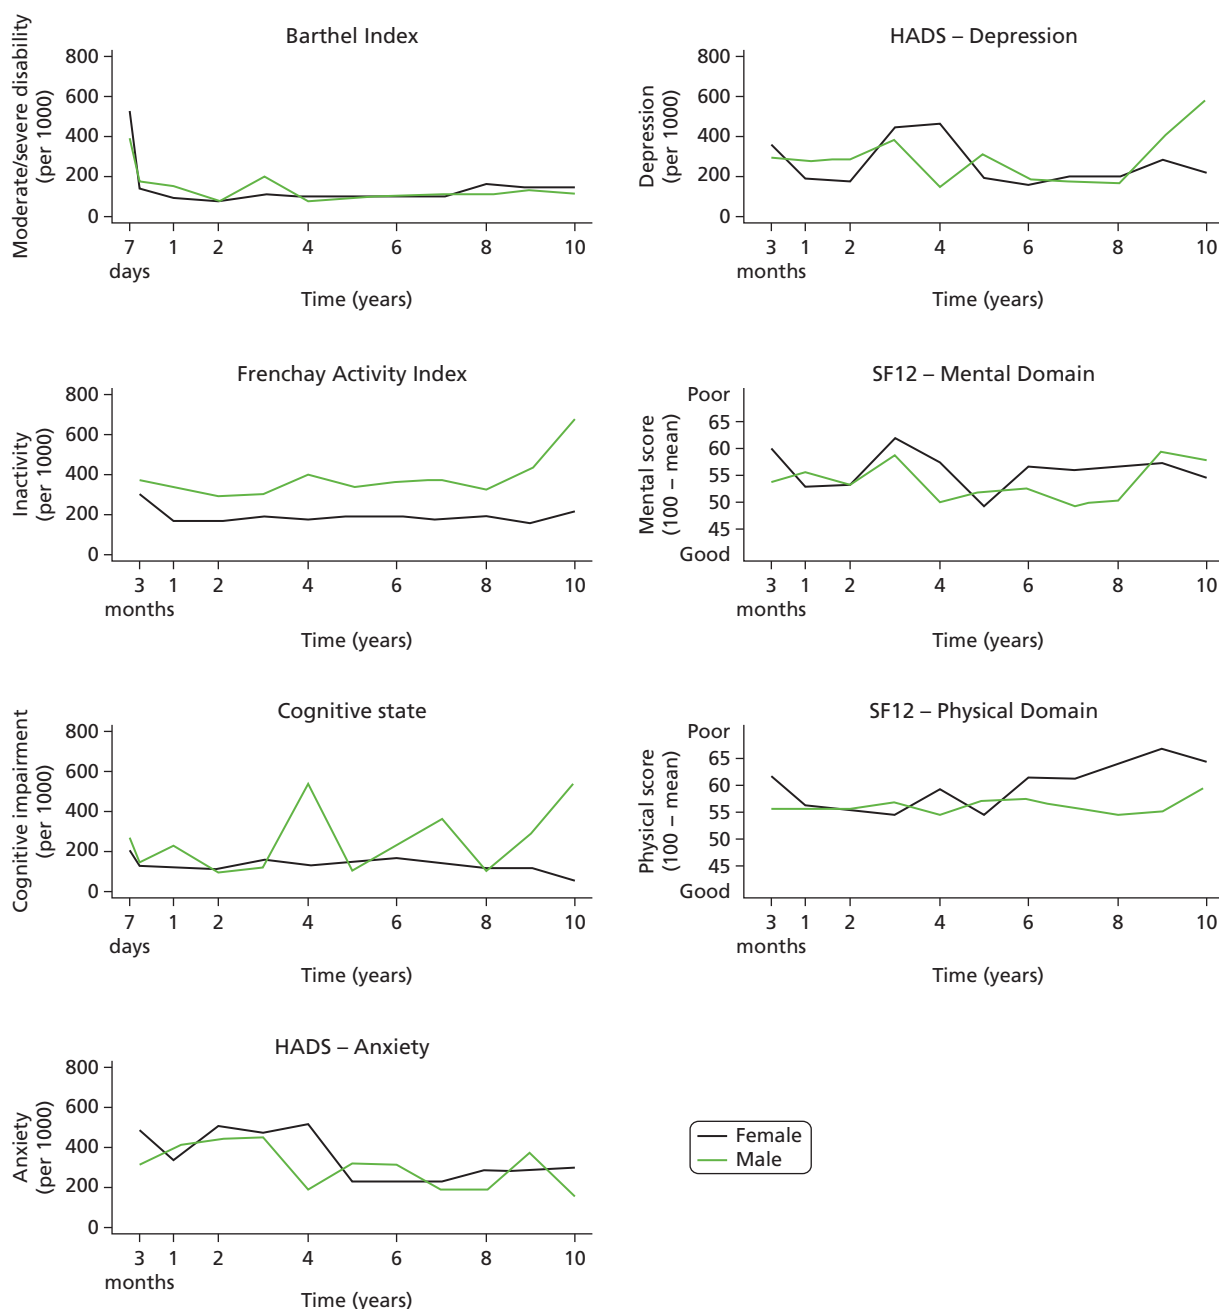 Barthel Index
Moderate/severe disability
(per 1000)
800
600
400
200
0
7 1 2 4 6 8 10
days
Time (years)
HADS – Depression
Depression
(per 1000)
800
600
400
200
0
3 1 2 4 6 8 10
months
Time (years)
Frenchay Activity Index
Inactivity
(per 1000)
800
600
400
200
0
3 1 2 4 6 8 10
months
Time (years)
SF12 – Mental Domain
Mental score
(100 – mean)
Poor
65
60
55
50
45
Good
3 1 2 4 6 8 10
months
Time (years)
Cognitive state
Cognitive impairment
(per 1000)
800
600
400
200
0
7 1 2 4 6 8 10
days
Time (years)
SF12 – Physical Domain
Physical score
(100 – mean)
Poor
65
60
55
50
45
Good
3 1 2 4 6 8 10
months
Time (years)
HADS – Anxiety
Anxiety
(per 1000)
800
600
400
200
0
3 1 2 4 6 8 10
months
Time (years)
Female
Male